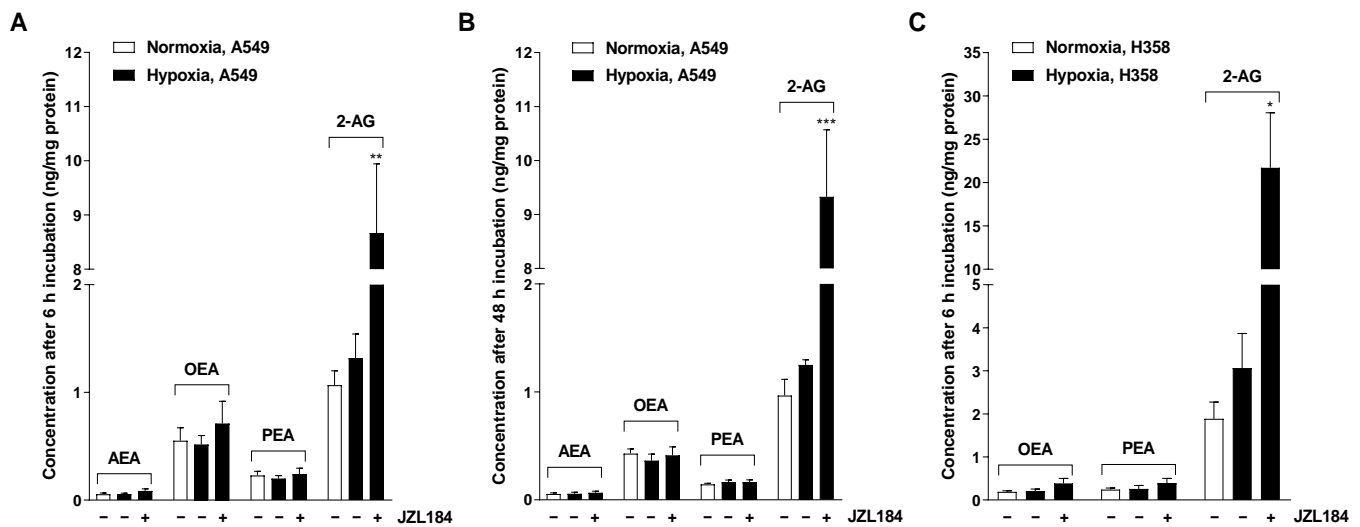 A
Concentration after 6 h incubation (ng/mg protein)
12
11
10
9
8
2
1
0
Normoxia, A549
Hypoxia, A549
2-AG
**
OEA
PEA
AEA
– – + – – + – – + – – + JZL184
B
Concentration after 48 h incubation (ng/mg protein)
12
11
10
9
8
2
1
0
Normoxia, A549
Hypoxia, A549
2-AG
***
OEA
PEA
AEA
– – + – – + – – + – – + JZL184
C
Concentration after 6 h incubation (ng/mg protein)
35
30
25
20
15
10
5
4
3
2
1
0
Normoxia, H358
Hypoxia, H358
2-AG
*
OEA
PEA
– – + – – + – – + JZL184